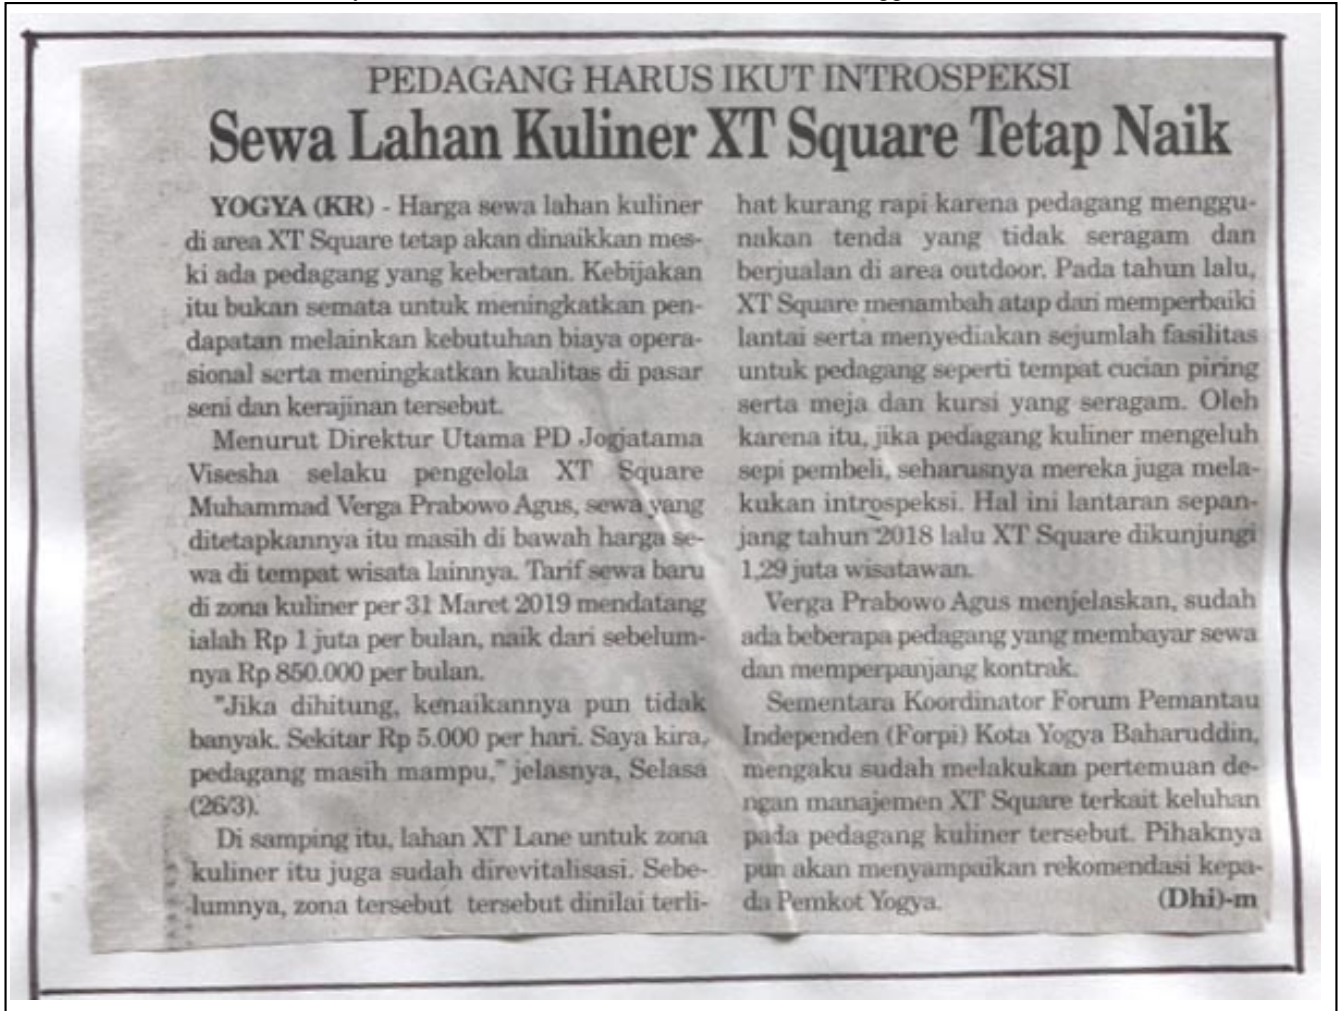 PEDAGANG HARUS IKUT INTROSPEKSI
Sewa Lahan Kuliner XT Square Tetap Naik
YOGYA (KR) - Harga sewa lahan kuliner
di area XT Square tetap akan dinaikkan mes-
ki ada pedagang yang keberatan. Kebijakan
itu bukan semata untuk meningkatkan pen-
dapatan melainkan kebutuhan biaya opera-
sional serta meningkatkan kualitas di pasar
seni dan kerajinan tersebut.
Menurut Direktur Utama PD Jogjatama
Visesha selaku pengelola XT Square
Muhammad Verga Prabowo Agus, sewa yang
ditetapkannya itu masih di bawah harga se-
wa di tempat wisata lainnya. Tarif sewa baru
di zona kuliner per 31 Maret 2019 mendatang
ialah Rp 1 juta per bulan, naik dari sebelum-
nya Rp 850.000 per bulan.
"Jika dihitung, kenaikannya pun tidak
banyak. Sekitar Rp 5.000 per hari. Saya kira,
pedagang masih mampu," jelasnya, Selasa
(26/3).
Di samping itu, lahan XT Lane untuk zona
kuliner itu juga sudah direvitalisasi. Sebe-
lumnya, zona tersebut tersebut dinilai terli-
hat kurang rapi karena pedagang menggu-
nakan tenda yang tidak seragam dan
berjualan di area outdoor. Pada tahun lalu,
XT Square menambah atap dan memperbaiki
lantai serta menyediakan sejumlah fasilitas
untuk pedagang seperti tempat cucian piring
serta meja dan kursi yang seragam. Oleh
karena itu, jika pedagang kuliner mengeluh
sepi pembeli, seharusnya mereka juga mela-
kukan introspeksi. Hal ini lantaran sepan-
jang tahun 2018 lalu XT Square dikunjungi
1,29 juta wisatawan.
Verga Prabowo Agus menjelaskan, sudah
ada beberapa pedagang yang membayar sewa
dan memperpanjang kontrak.
Sementara Koordinator Forum Pemantau
Independen (Forpi) Kota Yogya Baharuddin,
mengaku sudah melakukan pertemuan de-
ngan manajemen XT Square terkait keluhan
pada pedagang kuliner tersebut. Pihaknya
pun akan menyampaikan rekomendasi kepa-
da Pemkot Yogya. (Dhi)-m